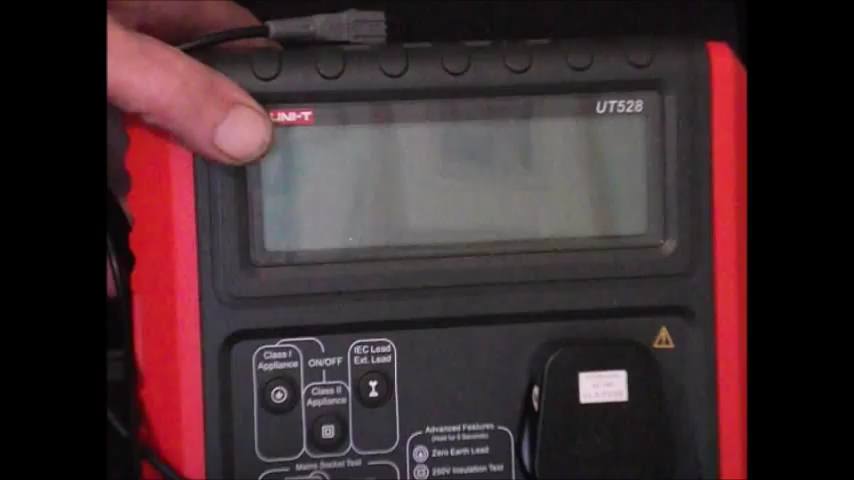 UNI-T
UT528
Class I
Appliance
ON/OFF
IEC Lead
Ext. Lead
Class II
Appliance
Advanced Features
(Hold for 3 Seconds)
Zero Earth Lead
250V Insulation Test
Mains Socket Test